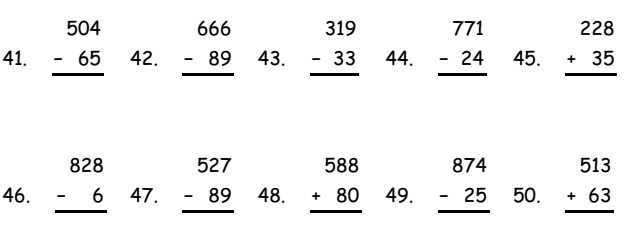 504 666 319 771 228
41. - 65 42. - 89 43. - 33 44. - 24 45. + 35
828 527 588 874 513
46. - 6 47. - 89 48. + 80 49. - 25 50. + 63